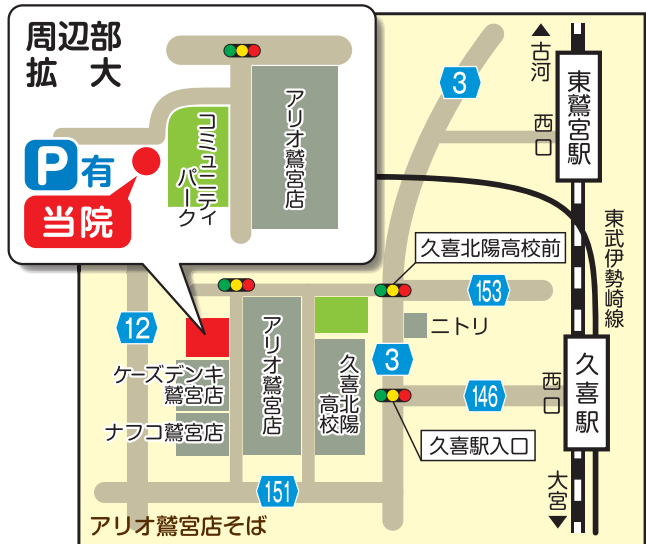 周辺部
拡大
アリオ鷲宮店
コミュニティ
パーク
P有
当院
3
古河
東鷲宮駅
西口
久喜北陽高校前
東武伊勢崎線
153
12
ニトリ
アリオ鷲宮店
久喜北陽
高校
3
ケーズデンキ
鷲宮店
ナフコ鷲宮店
146
西口
久喜駅
久喜駅入口
151
大宮
アリオ鷲宮店そば